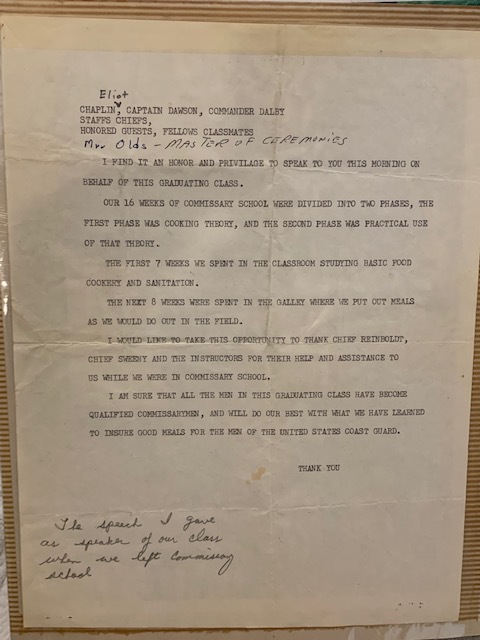 Eliot
CHAPLIN, CAPTAIN DAWSON, COMMANDER DALBY
STAFFS CHIEFS,
HONORED GUESTS, FELLOWS CLASSMATES
Mr. Olds - MASTER OF CEREMONIES
I FIND IT AN HONOR AND PRIVILAGE TO SPEAK TO YOU THIS MORNING ON
BEHALF OF THIS GRADUATING CLASS.
OUR 16 WEEKS OF COMMISSARY SCHOOL WERE DIVIDED INTO TWO PHASES, THE
FIRST PHASE WAS COOKING THEORY, AND THE SECOND PHASE WAS PRACTICAL USE
OF THAT THEORY.
THE FIRST 7 WEEKS WE SPENT IN THE CLASSROOM STUDYING BASIC FOOD
COOKERY AND SANITATION.
THE NEXT 8 WEEKS WERE SPENT IN THE GALLEY WHERE WE PUT OUT MEALS
AS WE WOULD DO OUT IN THE FIELD.
I WOULD LIKE TO TAKE THIS OPPORTUNITY TO THANK CHIEF REINBOLDT,
CHIEF SWEENY AND THE INSTRUCTORS FOR THEIR HELP AND ASSISTANCE TO
US WHILE WE WERE IN COMMISSARY SCHOOL.
I AM SURE THAT ALL THE MEN IN THIS GRADUATING CLASS HAVE BECOME
QUALIFIED COMMISSARYMEN, AND WILL DO OUR BEST WITH WHAT WE HAVE LEARNED
TO INSURE GOOD MEALS FOR THE MEN OF THE UNITED STATES COAST GUARD.
THANK YOU
The speech I gave
as speaker of our class
when we left Commissary
school